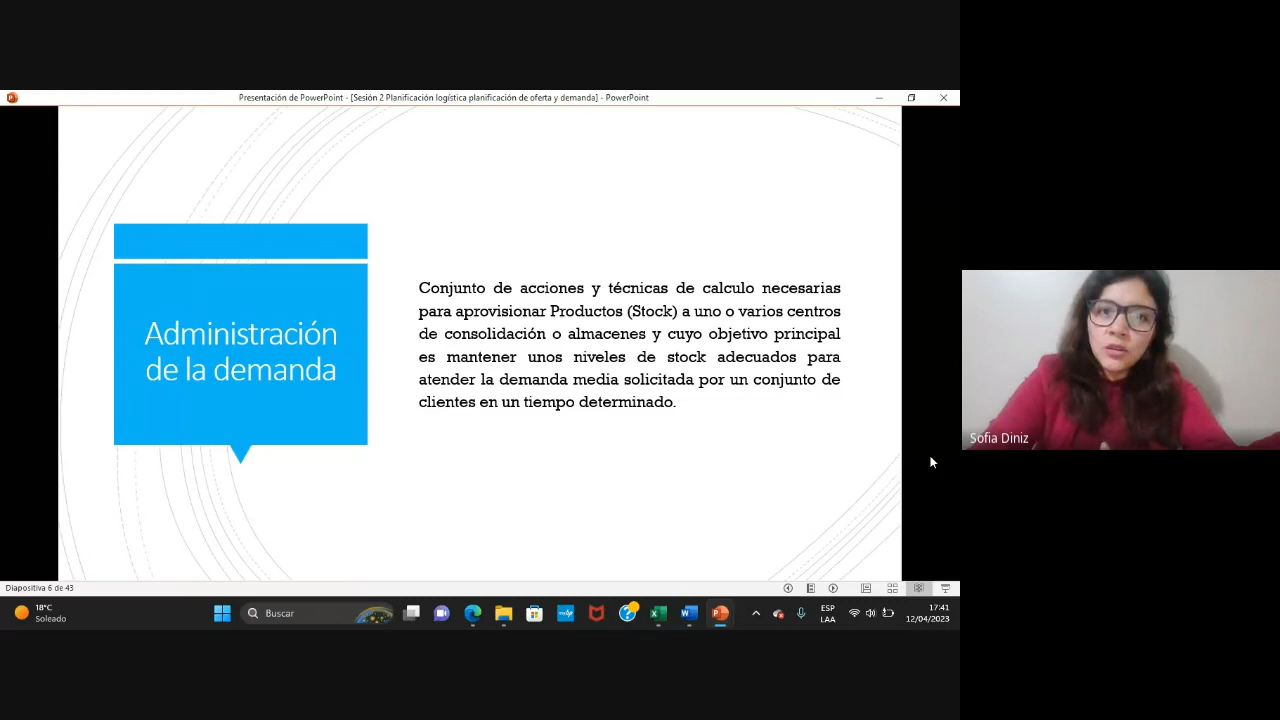 Presentación de PowerPoint - [Sesión 2 Planificación logística planificación de oferta y demanda] - PowerPoint
Administración
de la demanda
Conjunto de acciones y técnicas de calculo necesarias
para aprovisionar Productos (Stock) a uno o varios centros
de consolidación o almacenes y cuyo objetivo principal
es mantener unos niveles de stock adecuados para
atender la demanda media solicitada por un conjunto de
clientes en un tiempo determinado.
Sofia Diniz
Diapositiva 6 de 43
18°C
Soleado
Buscar
ESP
LAA
17:41
12/04/2023